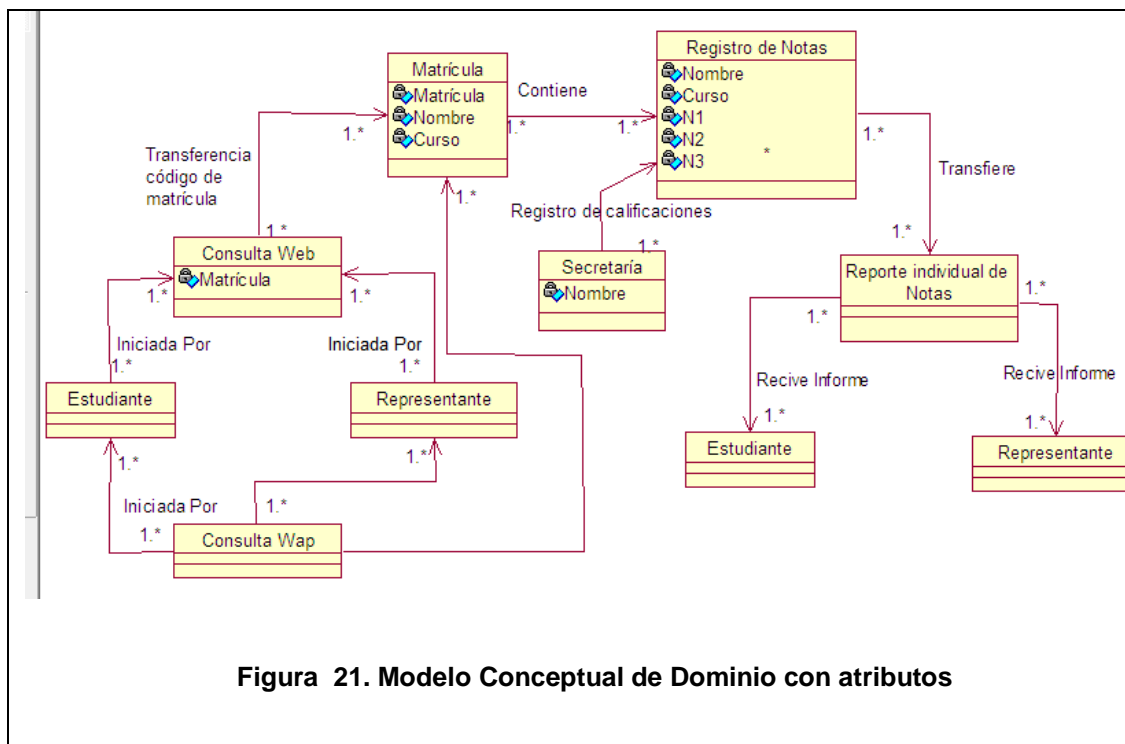 Registro de Notas
Nombre
Curso
N1
N2
N3
*
Matrícula
Matrícula
Nombre
Curso
Contiene
1.*
1.*
1.*
1.*
1.*
Transferencia
código de
matrícula
Transfiere
Registro de calificaciones
1.*
1.*
1.*
Consulta Web
Matrícula
Secretaría
Nombre
Reporte individual de
Notas
1.*
1.*
1.*
1.*
Iniciada Por
Iniciada Por
1.*
1.*
Recive Informe
Recive Informe
Estudiante
Representante
1.*
1.*
Estudiante
Representante
1.*
1.*
Iniciada Por
1.*
1.*
Consulta Wap
Figura 21. Modelo Conceptual de Dominio con atributos